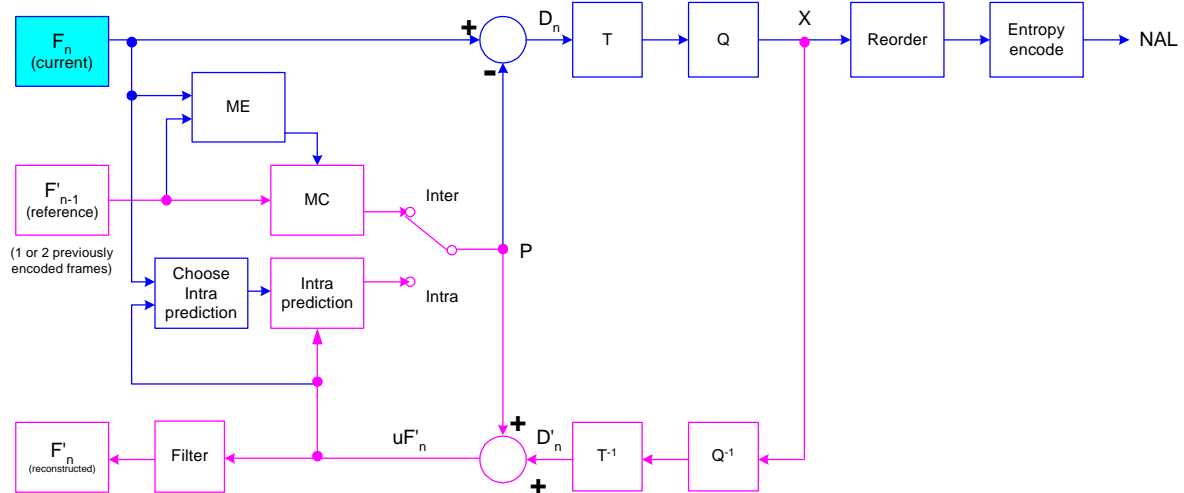 Fn
(current)
+
-
Dn
T
Q
X
Reorder
Entropy
encode
NAL
ME
F'n-1
(reference)
(1 or 2 previously
encoded frames)
MC
Inter
P
Choose
Intra
prediction
Intra
prediction
Intra
F'n
(reconstructed)
Filter
uF'n
+
+
D'n
T-1
Q-1